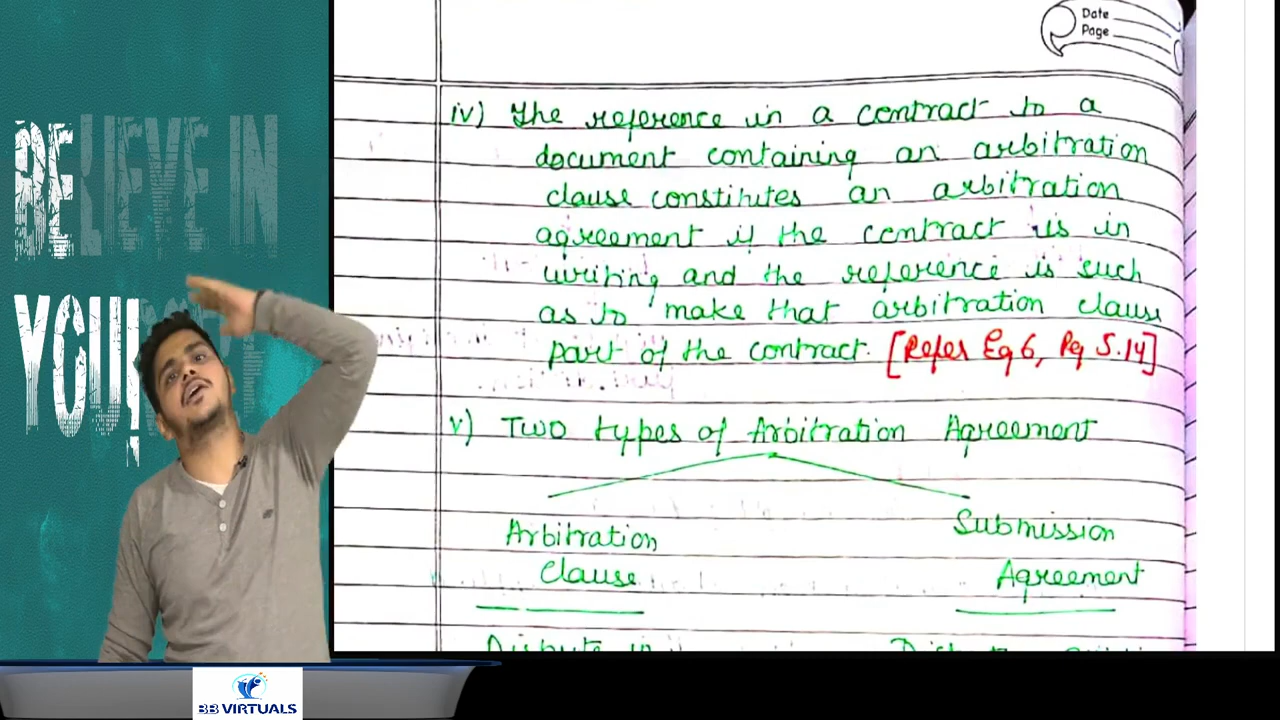 BELIEVE IN
Date
Page
iv) The reference in a contract to a
document containing an arbitration
clause constitutes an arbitration
agreement if the contract is in
writing and the reference is such
as to make that arbitration clause
part of the contract. [Refer Eg 6, Pg 5.14]
v) Two types of Arbitration Agreement
Arbitration
Clause
Submission
Agreement
Dispute in
BB VIRTUALS